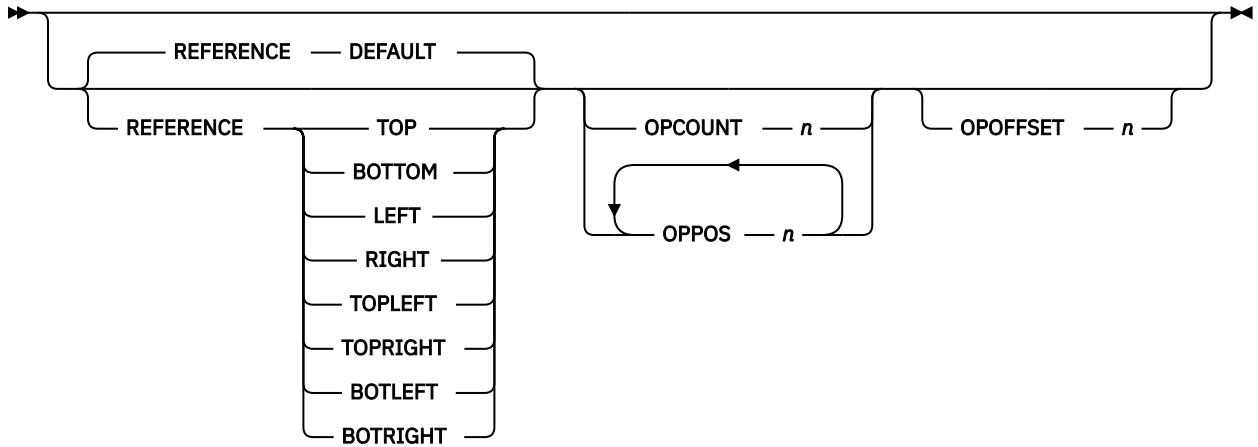 REFERENCE DEFAULT
REFERENCE TOP OPCOUNT n OPOFFSET n
BOTTOM
LEFT
OPPOS n
RIGHT
TOPLEFT
TOPRIGHT
BOTLEFT
BOTRIGHT